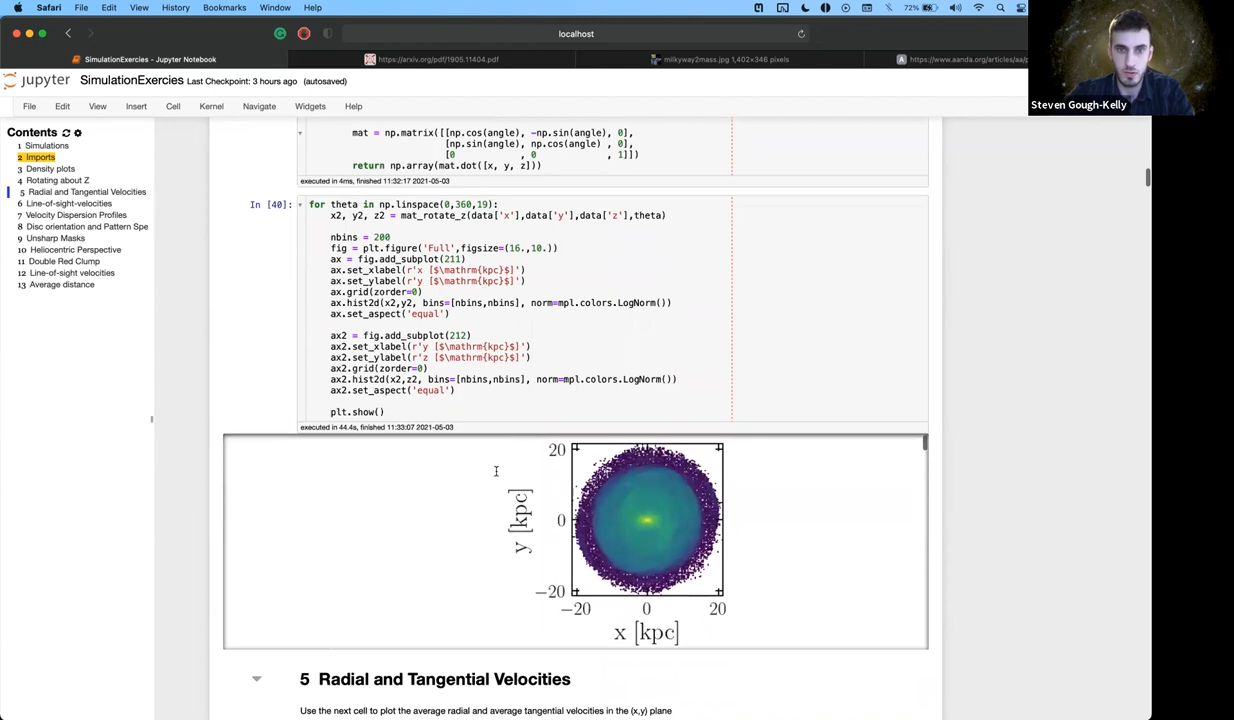 Safari File Edit View History Bookmarks Window Help 72%
localhost
SimulationExercies - Jupyter Notebook https://arxiv.org/pdf/1905.11404.pdf milkyway2mass.jpg 1,402×346 pixels https://www.aanda.org/articles/aa/p
Steven Gough-Kelly
jupyter SimulationExercies Last Checkpoint: 3 hours ago (autosaved)
File Edit View Insert Cell Kernel Navigate Widgets Help
Contents
1 Simulations
2 Imports
3 Density plots
4 Rotating about Z
5 Radial and Tangential Velocities
6 Line-of-sight-velocities
7 Velocity Dispersion Profiles
8 Disc orientation and Pattern Spe
9 Unsharp Masks
10 Heliocentric Perspective
11 Double Red Clump
12 Line-of-sight velocities
13 Average distance
mat = np.matrix([[np.cos(angle), -np.sin(angle), 0],
[np.sin(angle), np.cos(angle) , 0],
[0 , 0 , 1]])
return np.array(mat.dot([x, y, z]))
executed in 4ms, finished 11:32:17 2021-05-03
In [40]: for theta in np.linspace(0,360,19):
x2, y2, z2 = mat_rotate_z(data['x'],data['y'],data['z'],theta)
nbins = 200
fig = plt.figure('Full',figsize=(16.,10.))
ax = fig.add_subplot(211)
ax.set_xlabel(r'x [$\mathrm{kpc}$]')
ax.set_ylabel(r'y [$\mathrm{kpc}$]')
ax.grid(zorder=0)
ax.hist2d(x2,y2, bins=[nbins,nbins], norm=mpl.colors.LogNorm())
ax.set_aspect('equal')
ax2 = fig.add_subplot(212)
ax2.set_xlabel(r'y [$\mathrm{kpc}$]')
ax2.set_ylabel(r'z [$\mathrm{kpc}$]')
ax2.grid(zorder=0)
ax2.hist2d(x2,z2, bins=[nbins,nbins], norm=mpl.colors.LogNorm())
ax2.set_aspect('equal')
plt.show()
executed in 44.4s, finished 11:33:07 2021-05-03
20
0
−20
y [kpc]
−20 0 20
x [kpc]
5 Radial and Tangential Velocities
Use the next cell to plot the average radial and average tangential velocities in the (x,y) plane